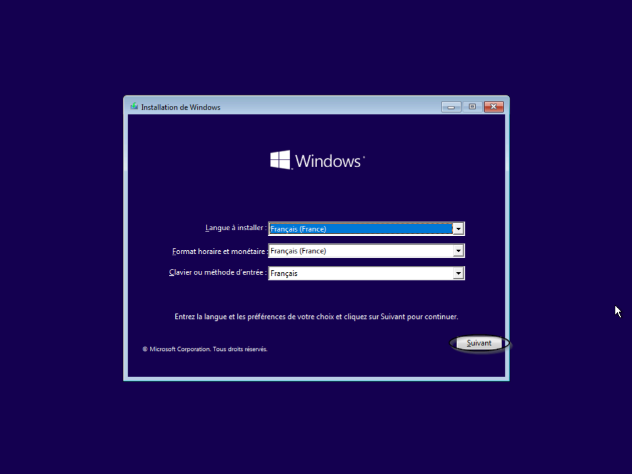 Installation de Windows
Windows
Langue à installer : Français (France)
Format horaire et monétaire : Français (France)
Clavier ou méthode d'entrée : Français
Entrez la langue et les préférences de votre choix et cliquez sur Suivant pour continuer.
Suivant
© Microsoft Corporation. Tous droits réservés.